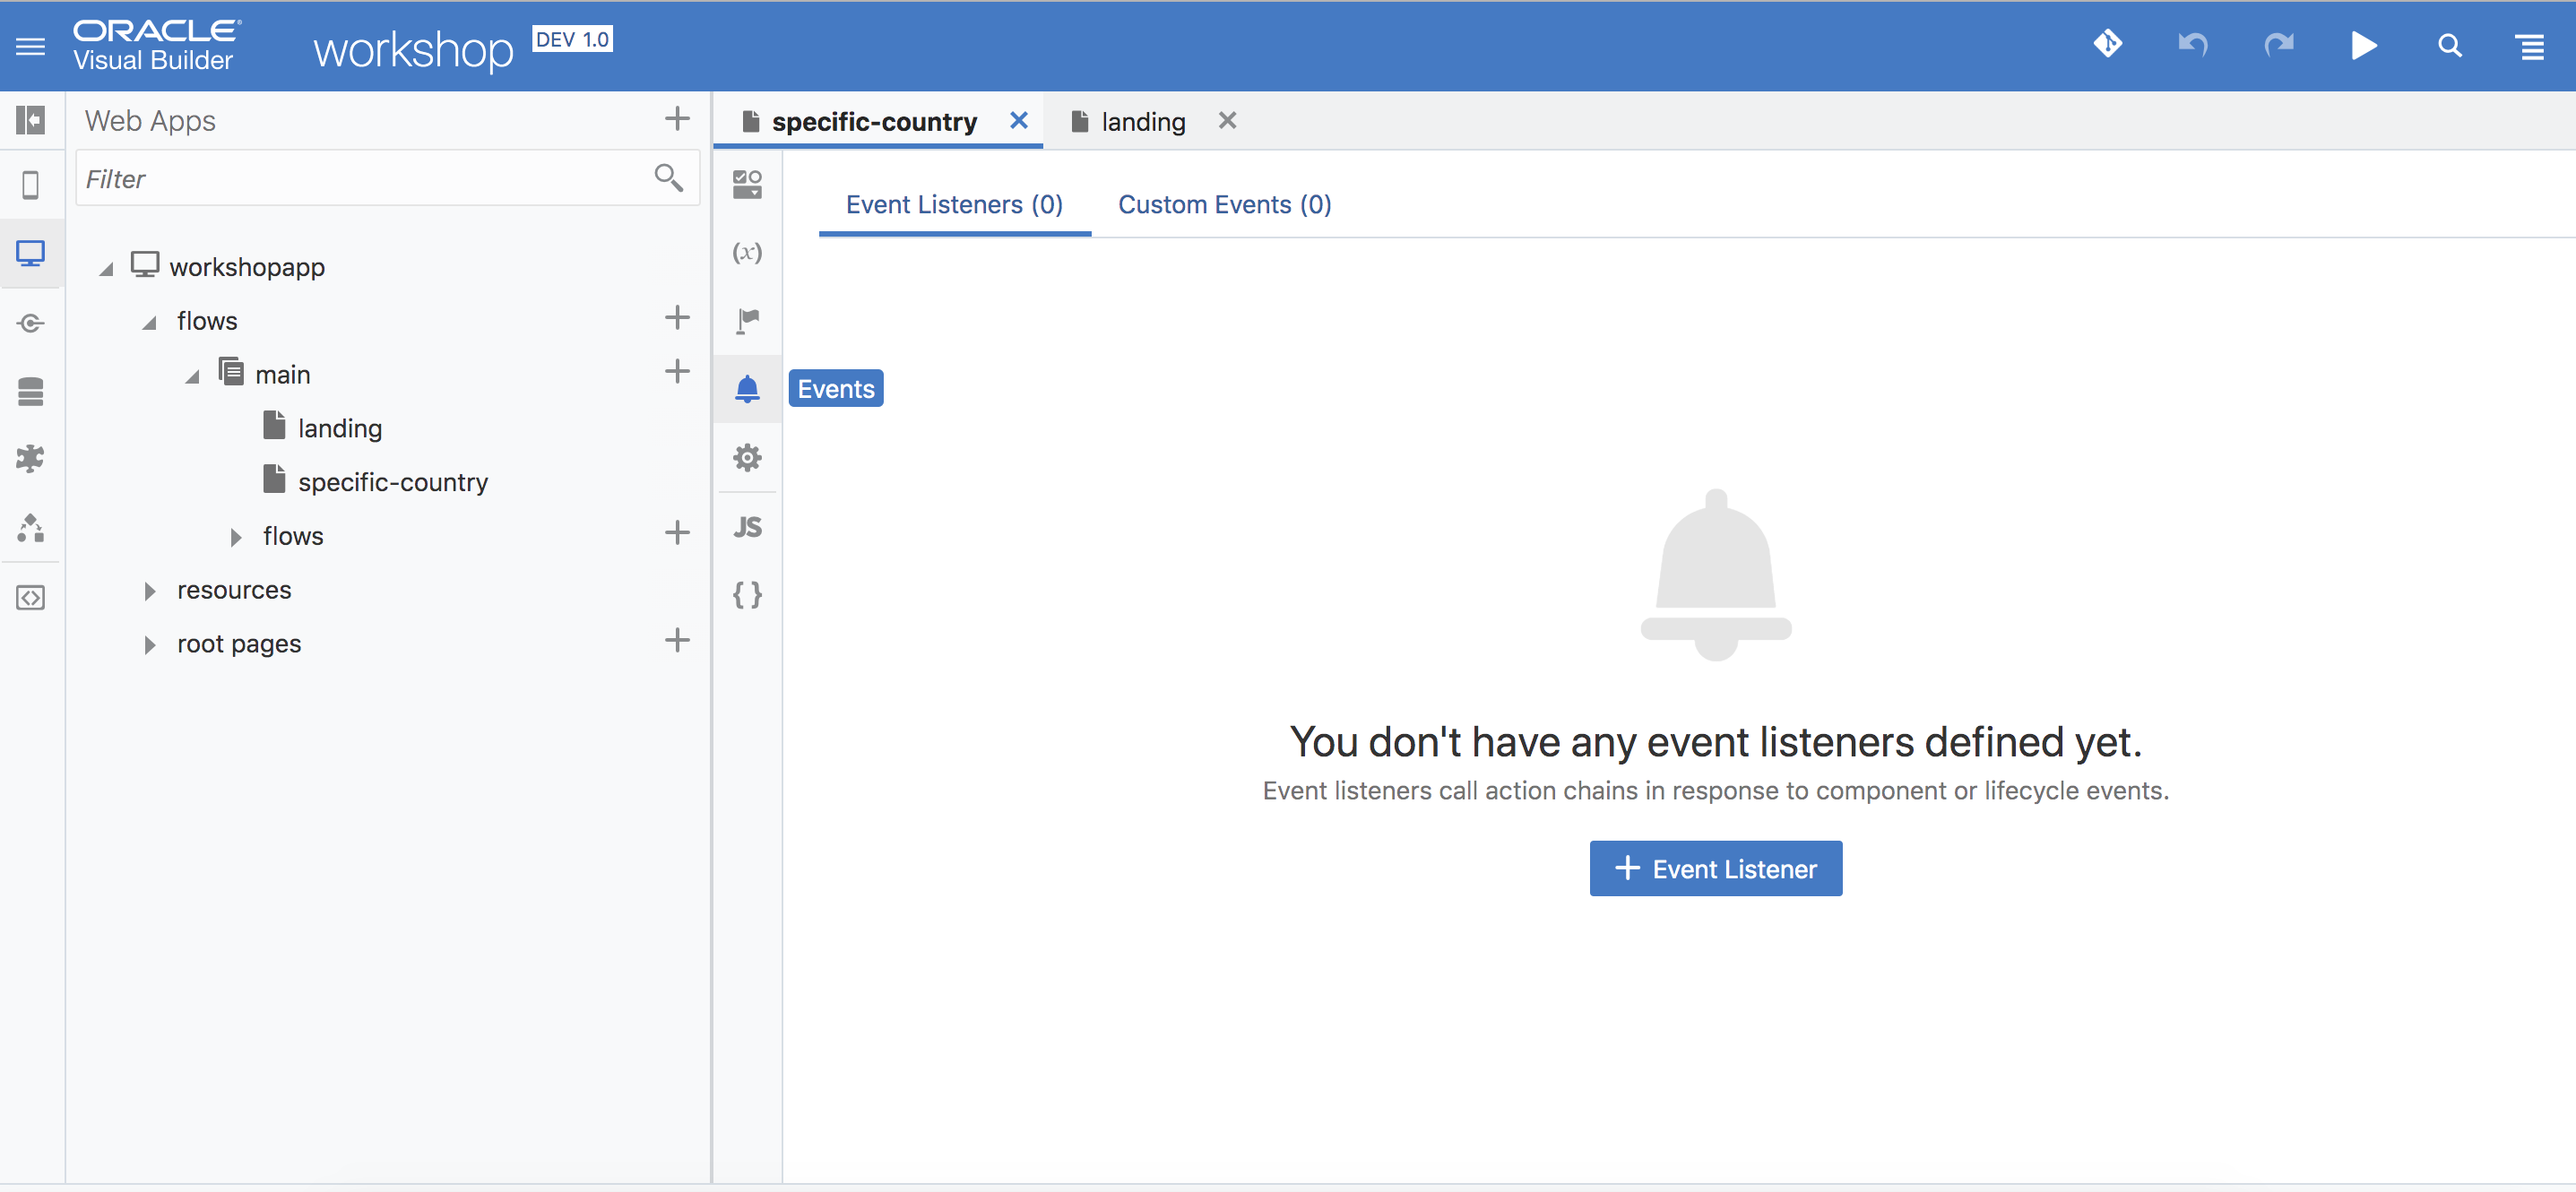 ORACLE
Visual Builder
workshop DEV 1.0
Web Apps
Filter
workshopapp
flows
main
landing
specific-country
flows
resources
root pages
specific-country
landing
(x)
JS
{ }
Event Listeners (0) Custom Events (0)
Events
You don't have any event listeners defined yet.
Event listeners call action chains in response to component or lifecycle events.
+ Event Listener